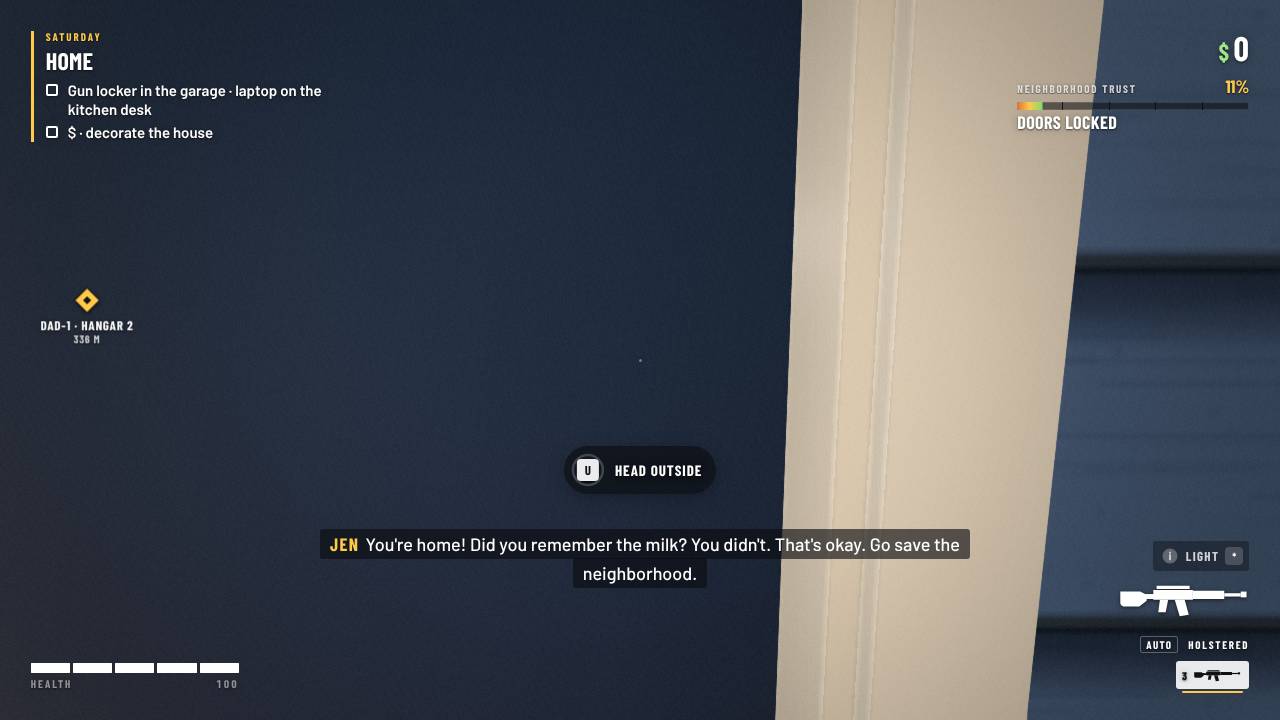 SATURDAY
HOME
Gun locker in the garage · laptop on the
kitchen desk
$ · decorate the house
$ 0
NEIGHBORHOOD TRUST 11%
DOORS LOCKED
DAD-1 · HANGAR 2
336 M
U HEAD OUTSIDE
JEN You're home! Did you remember the milk? You didn't. That's okay. Go save the
neighborhood.
i LIGHT *
AUTO HOLSTERED
3
HEALTH 100